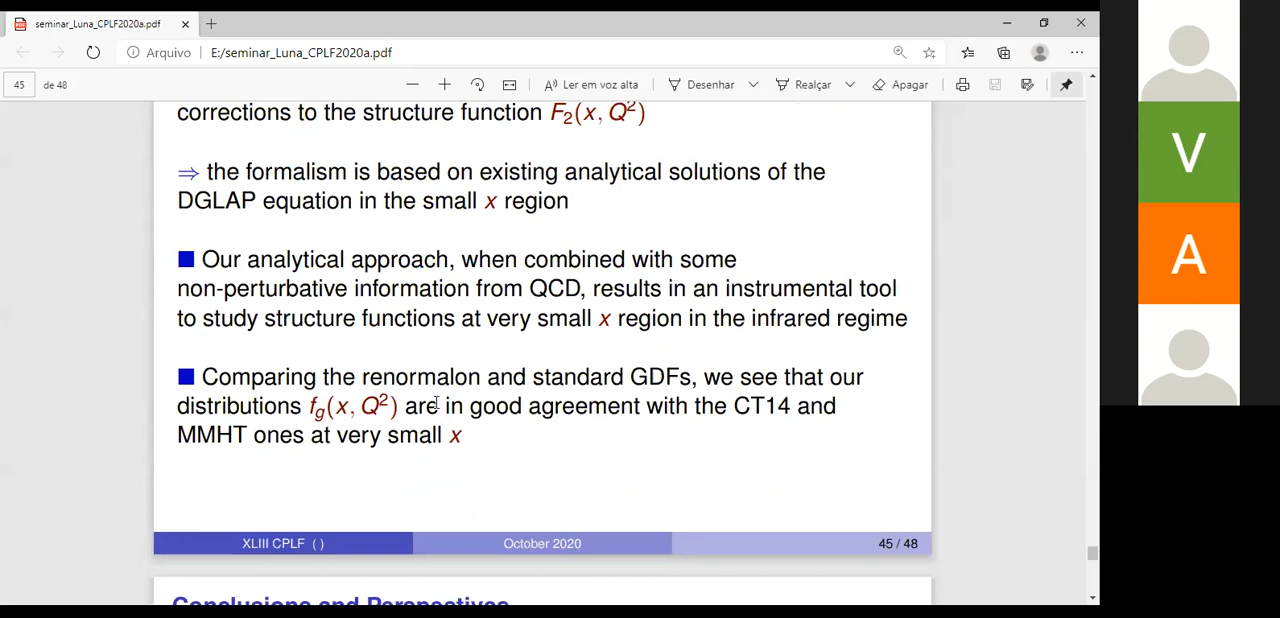 seminar_Luna_CPLF2020a.pdf
Arquivo E:/seminar_Luna_CPLF2020a.pdf
45 de 48 Ler em voz alta Desenhar Realçar Apagar
corrections to the structure function F₂(x, Q²)
⇒ the formalism is based on existing analytical solutions of the
DGLAP equation in the small x region
Our analytical approach, when combined with some
non-perturbative information from QCD, results in an instrumental tool
to study structure functions at very small x region in the infrared regime
Comparing the renormalon and standard GDFs, we see that our
distributions f_g(x, Q²) are in good agreement with the CT14 and
MMHT ones at very small x
XLIII CPLF ( ) October 2020 45 / 48
Conclusions and Perspectives
V
A